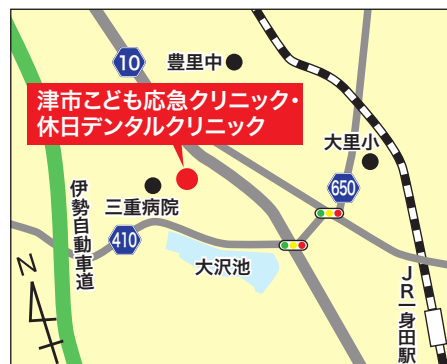 10
豊里中
津市こども応急クリニック・
休日デンタルクリニック
大里小
650
三重病院
伊勢自動車道
410
大沢池
N
JR一身田駅